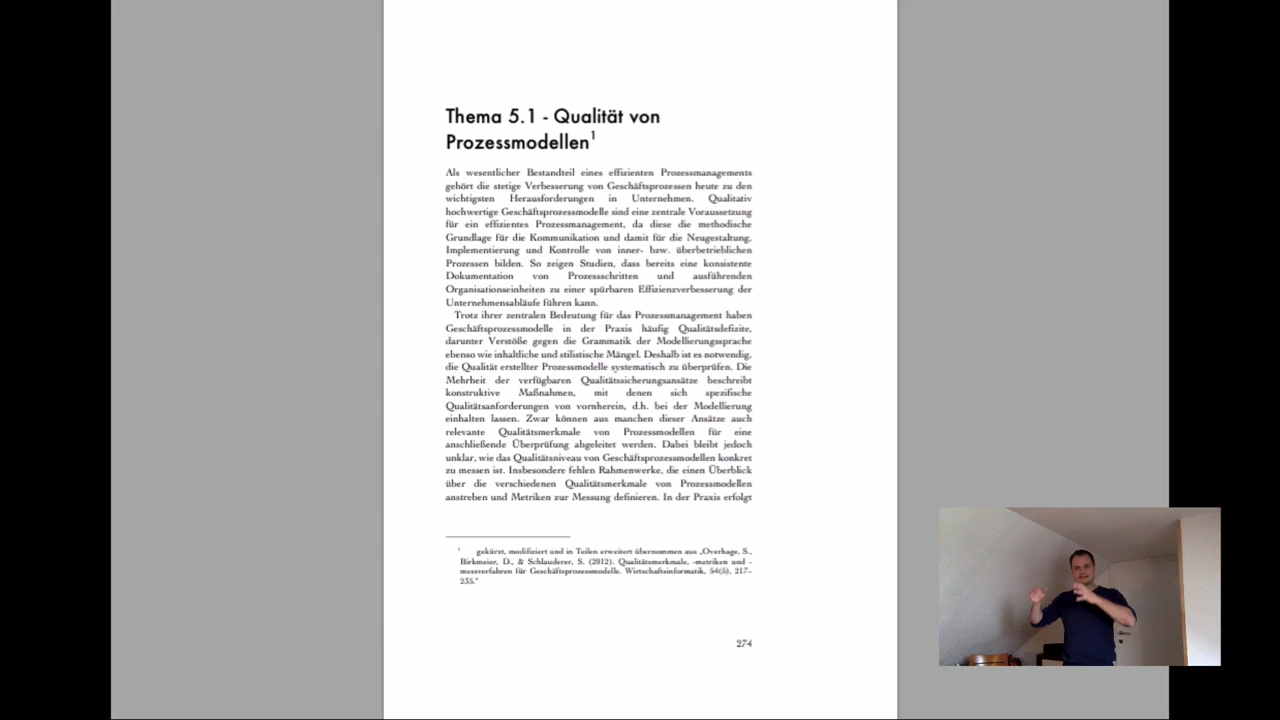 Thema 5.1 - Qualität von
Prozessmodellen1
Als wesentlicher Bestandteil eines effizienten Prozessmanagements
gehört die stetige Verbesserung von Geschäftsprozessen heute zu den
wichtigsten Herausforderungen in Unternehmen. Qualitativ
hochwertige Geschäftsprozessmodelle sind eine zentrale Voraussetzung
für ein effizientes Prozessmanagement, da diese die methodische
Grundlage für die Kommunikation und damit für die Neugestaltung,
Implementierung und Kontrolle von inner- bzw. überbetrieblichen
Prozessen bilden. So zeigen Studien, dass bereits eine konsistente
Dokumentation von Prozessschritten und ausführenden
Organisationseinheiten zu einer spürbaren Effizienzverbesserung der
Unternehmensabläufe führen kann.
Trotz ihrer zentralen Bedeutung für das Prozessmanagement haben
Geschäftsprozessmodelle in der Praxis häufig Qualitätsdefizite,
darunter Verstöße gegen die Grammatik der Modellierungssprache
ebenso wie inhaltliche und stilistische Mängel. Deshalb ist es notwendig,
die Qualität erstellter Prozessmodelle systematisch zu überprüfen. Die
Mehrheit der verfügbaren Qualitätssicherungsansätze beschreibt
konstruktive Maßnahmen, mit denen sich spezifische
Qualitätsanforderungen von vornherein, d.h. bei der Modellierung
einhalten lassen. Zwar können aus manchen dieser Ansätze auch
relevante Qualitätsmerkmale von Prozessmodellen für eine
anschließende Überprüfung abgeleitet werden. Dabei bleibt jedoch
unklar, wie das Qualitätsniveau von Geschäftsprozessmodellen konkret
zu messen ist. Insbesondere fehlen Rahmenwerke, die einen Überblick
über die verschiedenen Qualitätsmerkmale von Prozessmodellen
anstreben und Metriken zur Messung definieren. In der Praxis erfolgt
1 gekürzt, modifiziert und in Teilen erweitert übernommen aus „Overhage, S.,
Birkmeier, D., & Schlauderer, S. (2012). Qualitätsmerkmale, -metriken und -
messverfahren für Geschäftsprozessmodelle. Wirtschaftsinformatik, 54(5), 217–
235."
274